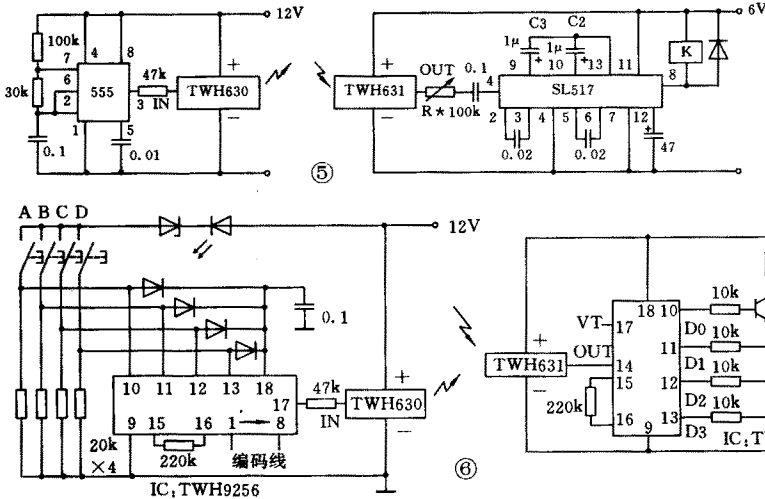 12V
100k
7
4
8
6
30k
2
555
47k
3
IN
TWH630
+
−
1
5
0.1
0.01
6V
C3
C2
1μ
1μ
+
+
9
10
13
11
K
OUT
0.1
4
TWH631
+
−
R*100k
SL517
8
2
3
4
5
6
7
12
0.02
0.02
+
47
⑤
A B C D
12V
0.1
10
11
12
13
18
17
47k
IN
TWH630
+
−
9
15
16
1
8
20k
×4
220k
编码线
IC:TWH9256
⑥
+
−
TWH631
VT
17
18
10
10k
D0
OUT
14
11
10k
D1
15
12
10k
D2
220k
16
13
10k
D3
9
IC:T